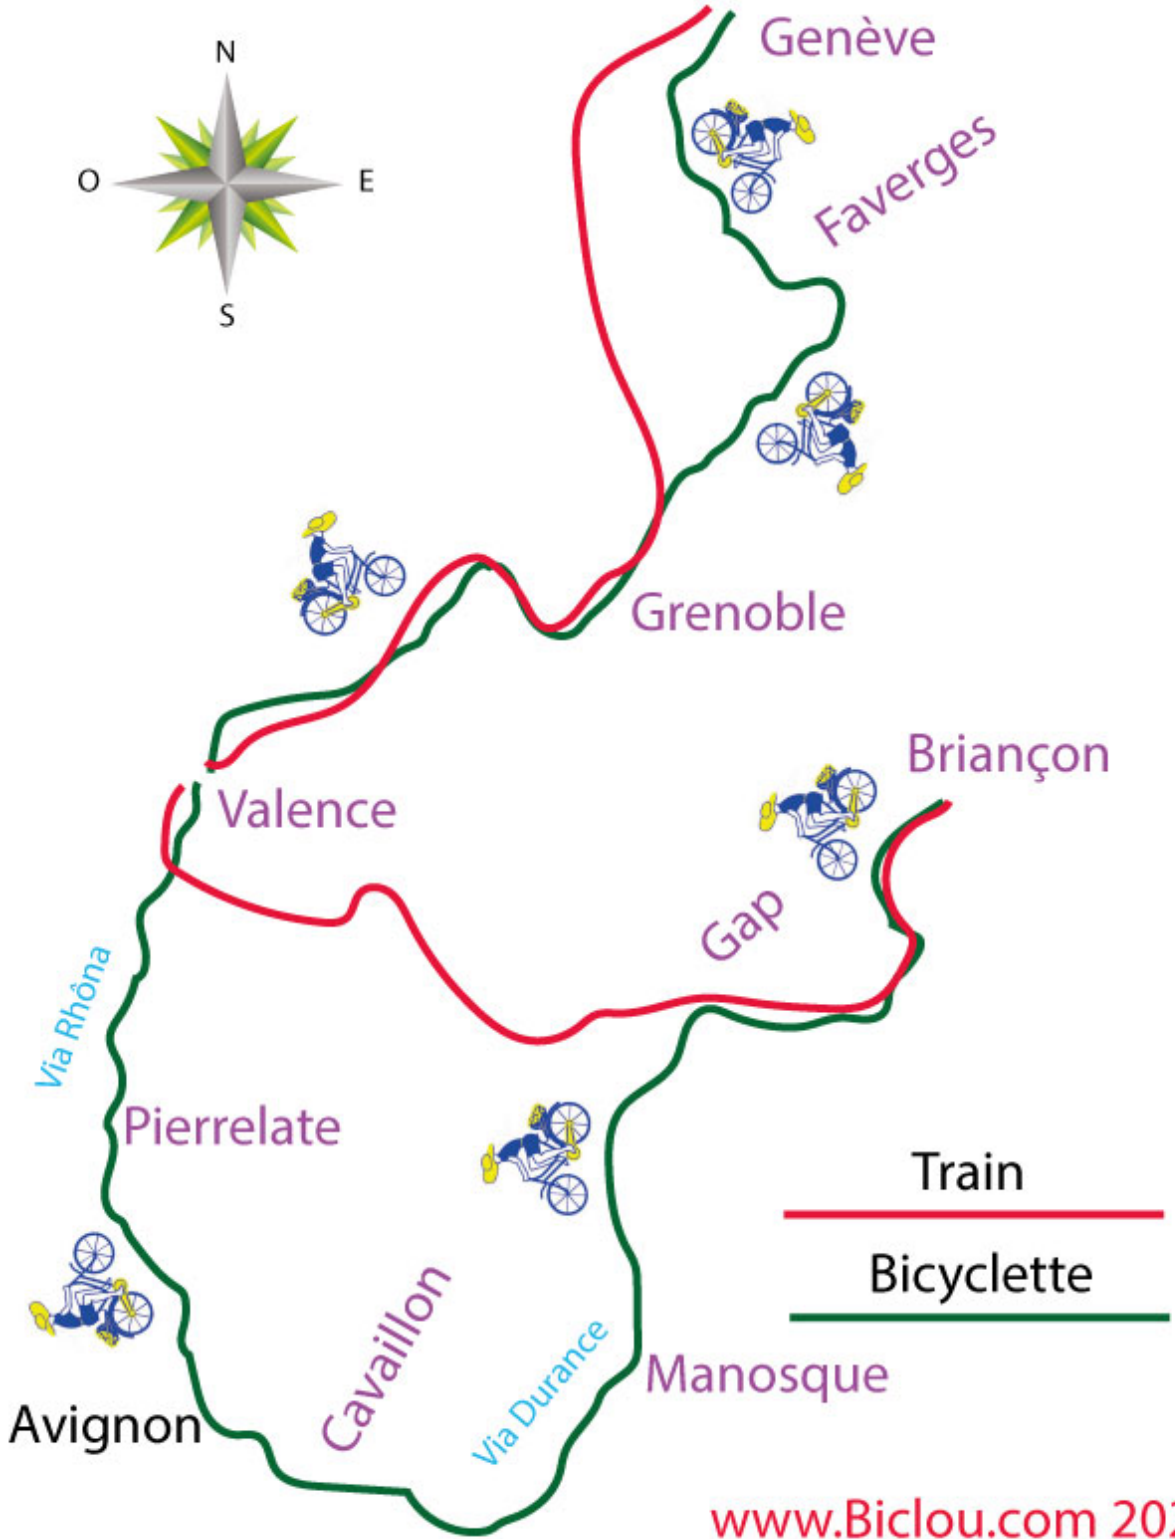 Genève
N
Faverges
O
E
S
Grenoble
Briançon
Valence
Gap
Via Rhôna
Pierrelate
Train
Bicyclette
Cavaillon
Via Durance
Manosque
Avignon
www.Biclou.com